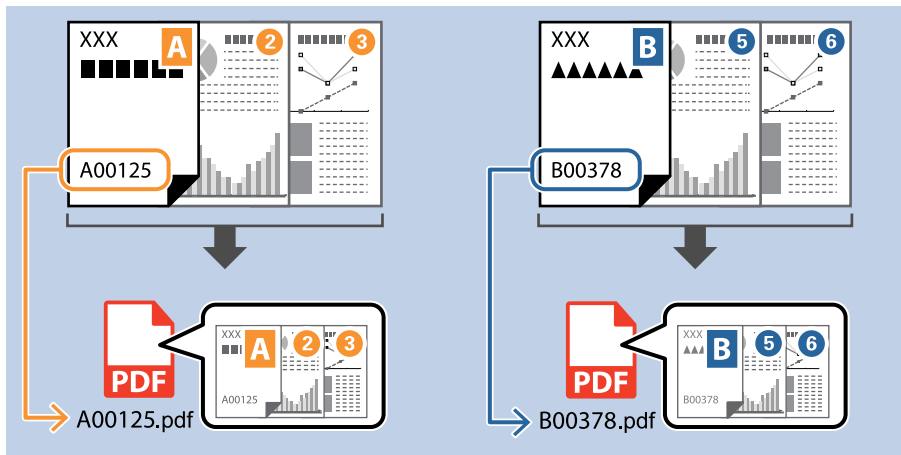 XXX
A
2
3
A00125
XXX
B
5
6
B00378
PDF
XXX
A
2
3
A00125
A00125.pdf
PDF
XXX
B
5
6
B00378
B00378.pdf